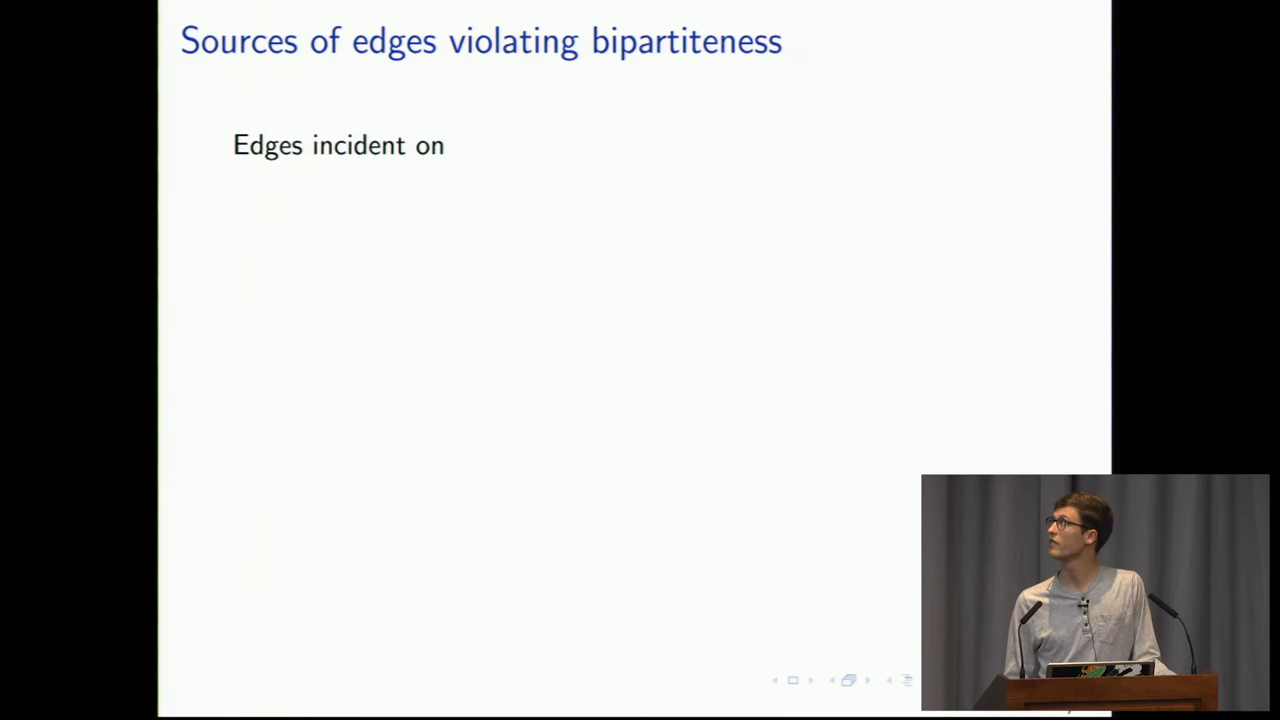 Sources of edges violating bipartiteness
Edges incident on